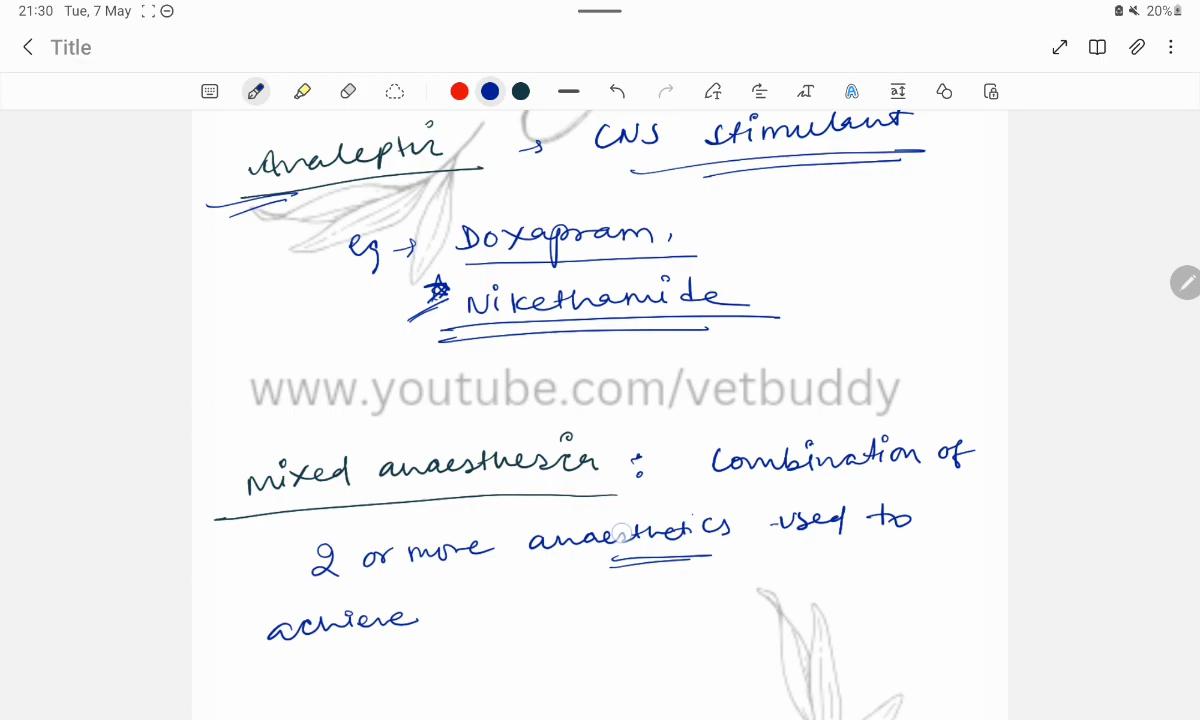 21:30 Tue, 7 May
20%
Title
Analeptic → CNS stimulant
eg → Doxapram,
Nikethamide
www.youtube.com/vetbuddy
Mixed anaesthesia : Combination of
2 or more anaesthetics used to
achieve